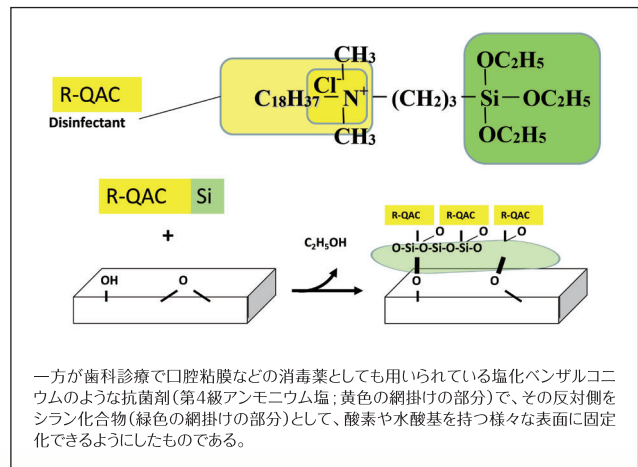 CH3
OC2H5
R-QAC
Cl-
C18H37-N+-(CH2)3-Si-OC2H5
Disinfectant
CH3
OC2H5
R-QAC Si
+
R-QAC R-QAC R-QAC
O O O
O-Si-O-Si-O-Si-O
C2H5OH
OH O
O O
一方が歯科診療で口腔粘膜などの消毒薬としても用いられている塩化ベンザルコニ
ウムのような抗菌剤(第4級アンモニウム塩;黄色の網掛けの部分)で、その反対側を
シラン化合物(緑色の網掛けの部分)として、酸素や水酸基を持つ様々な表面に固定
化できるようにしたものである。